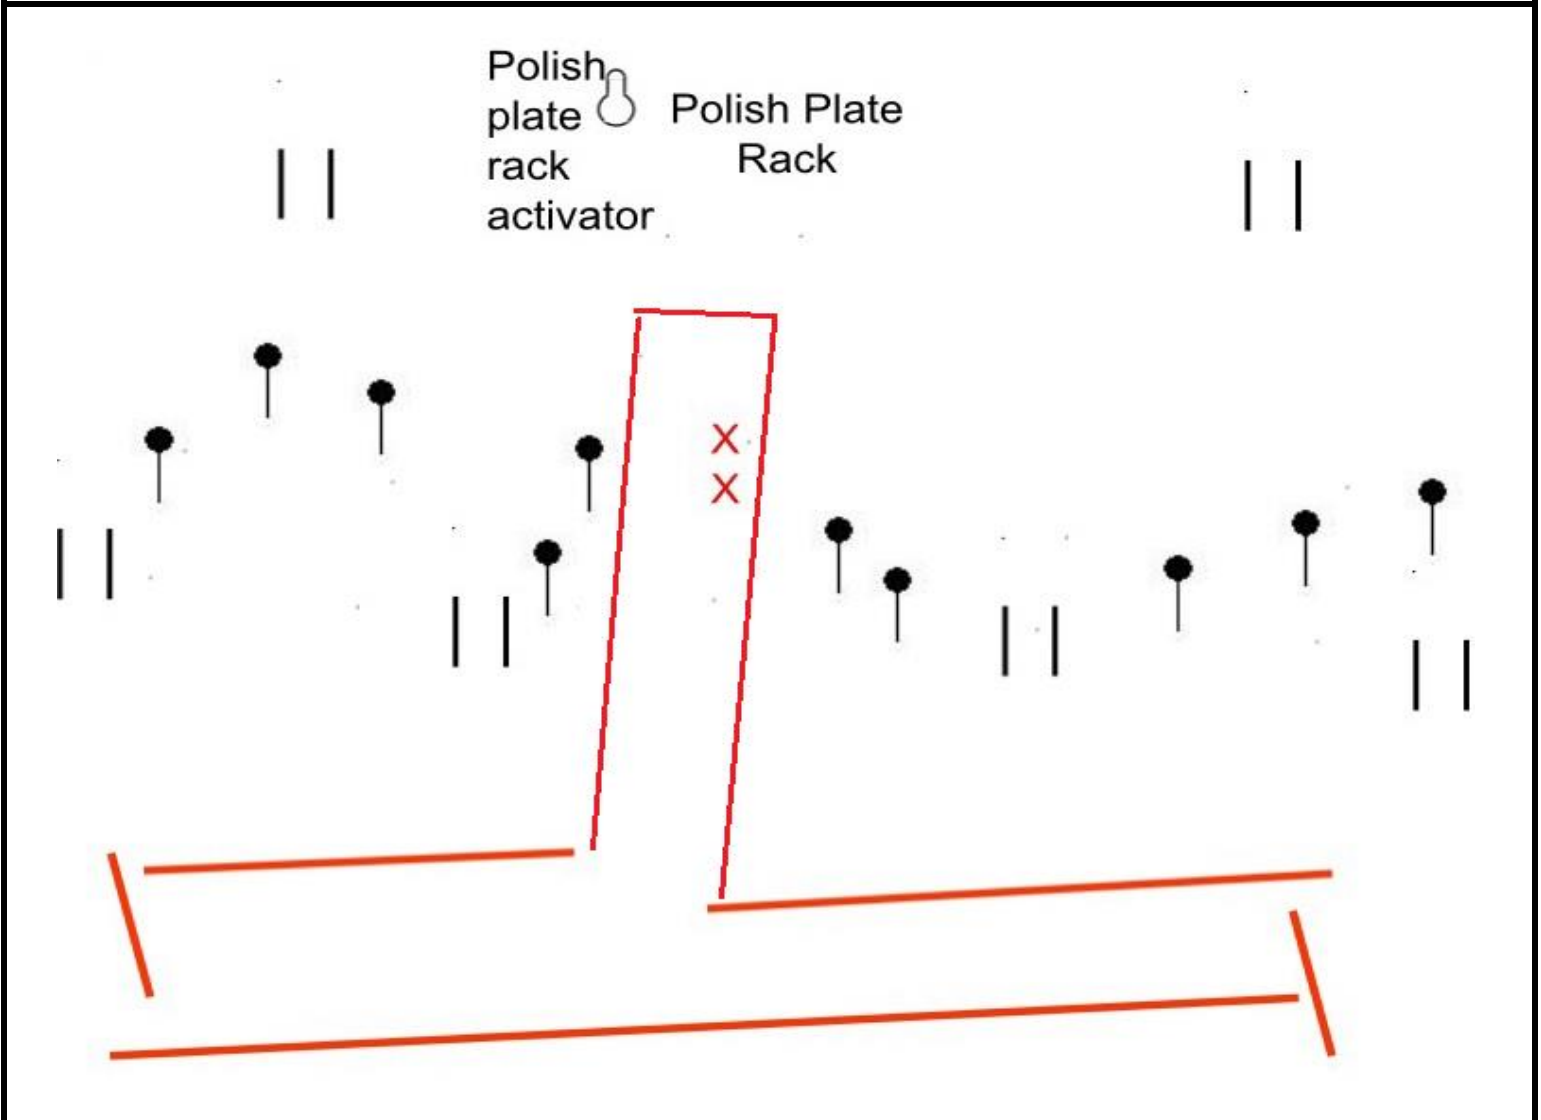 Polish
plate
rack
activator
Polish Plate
Rack
X
X